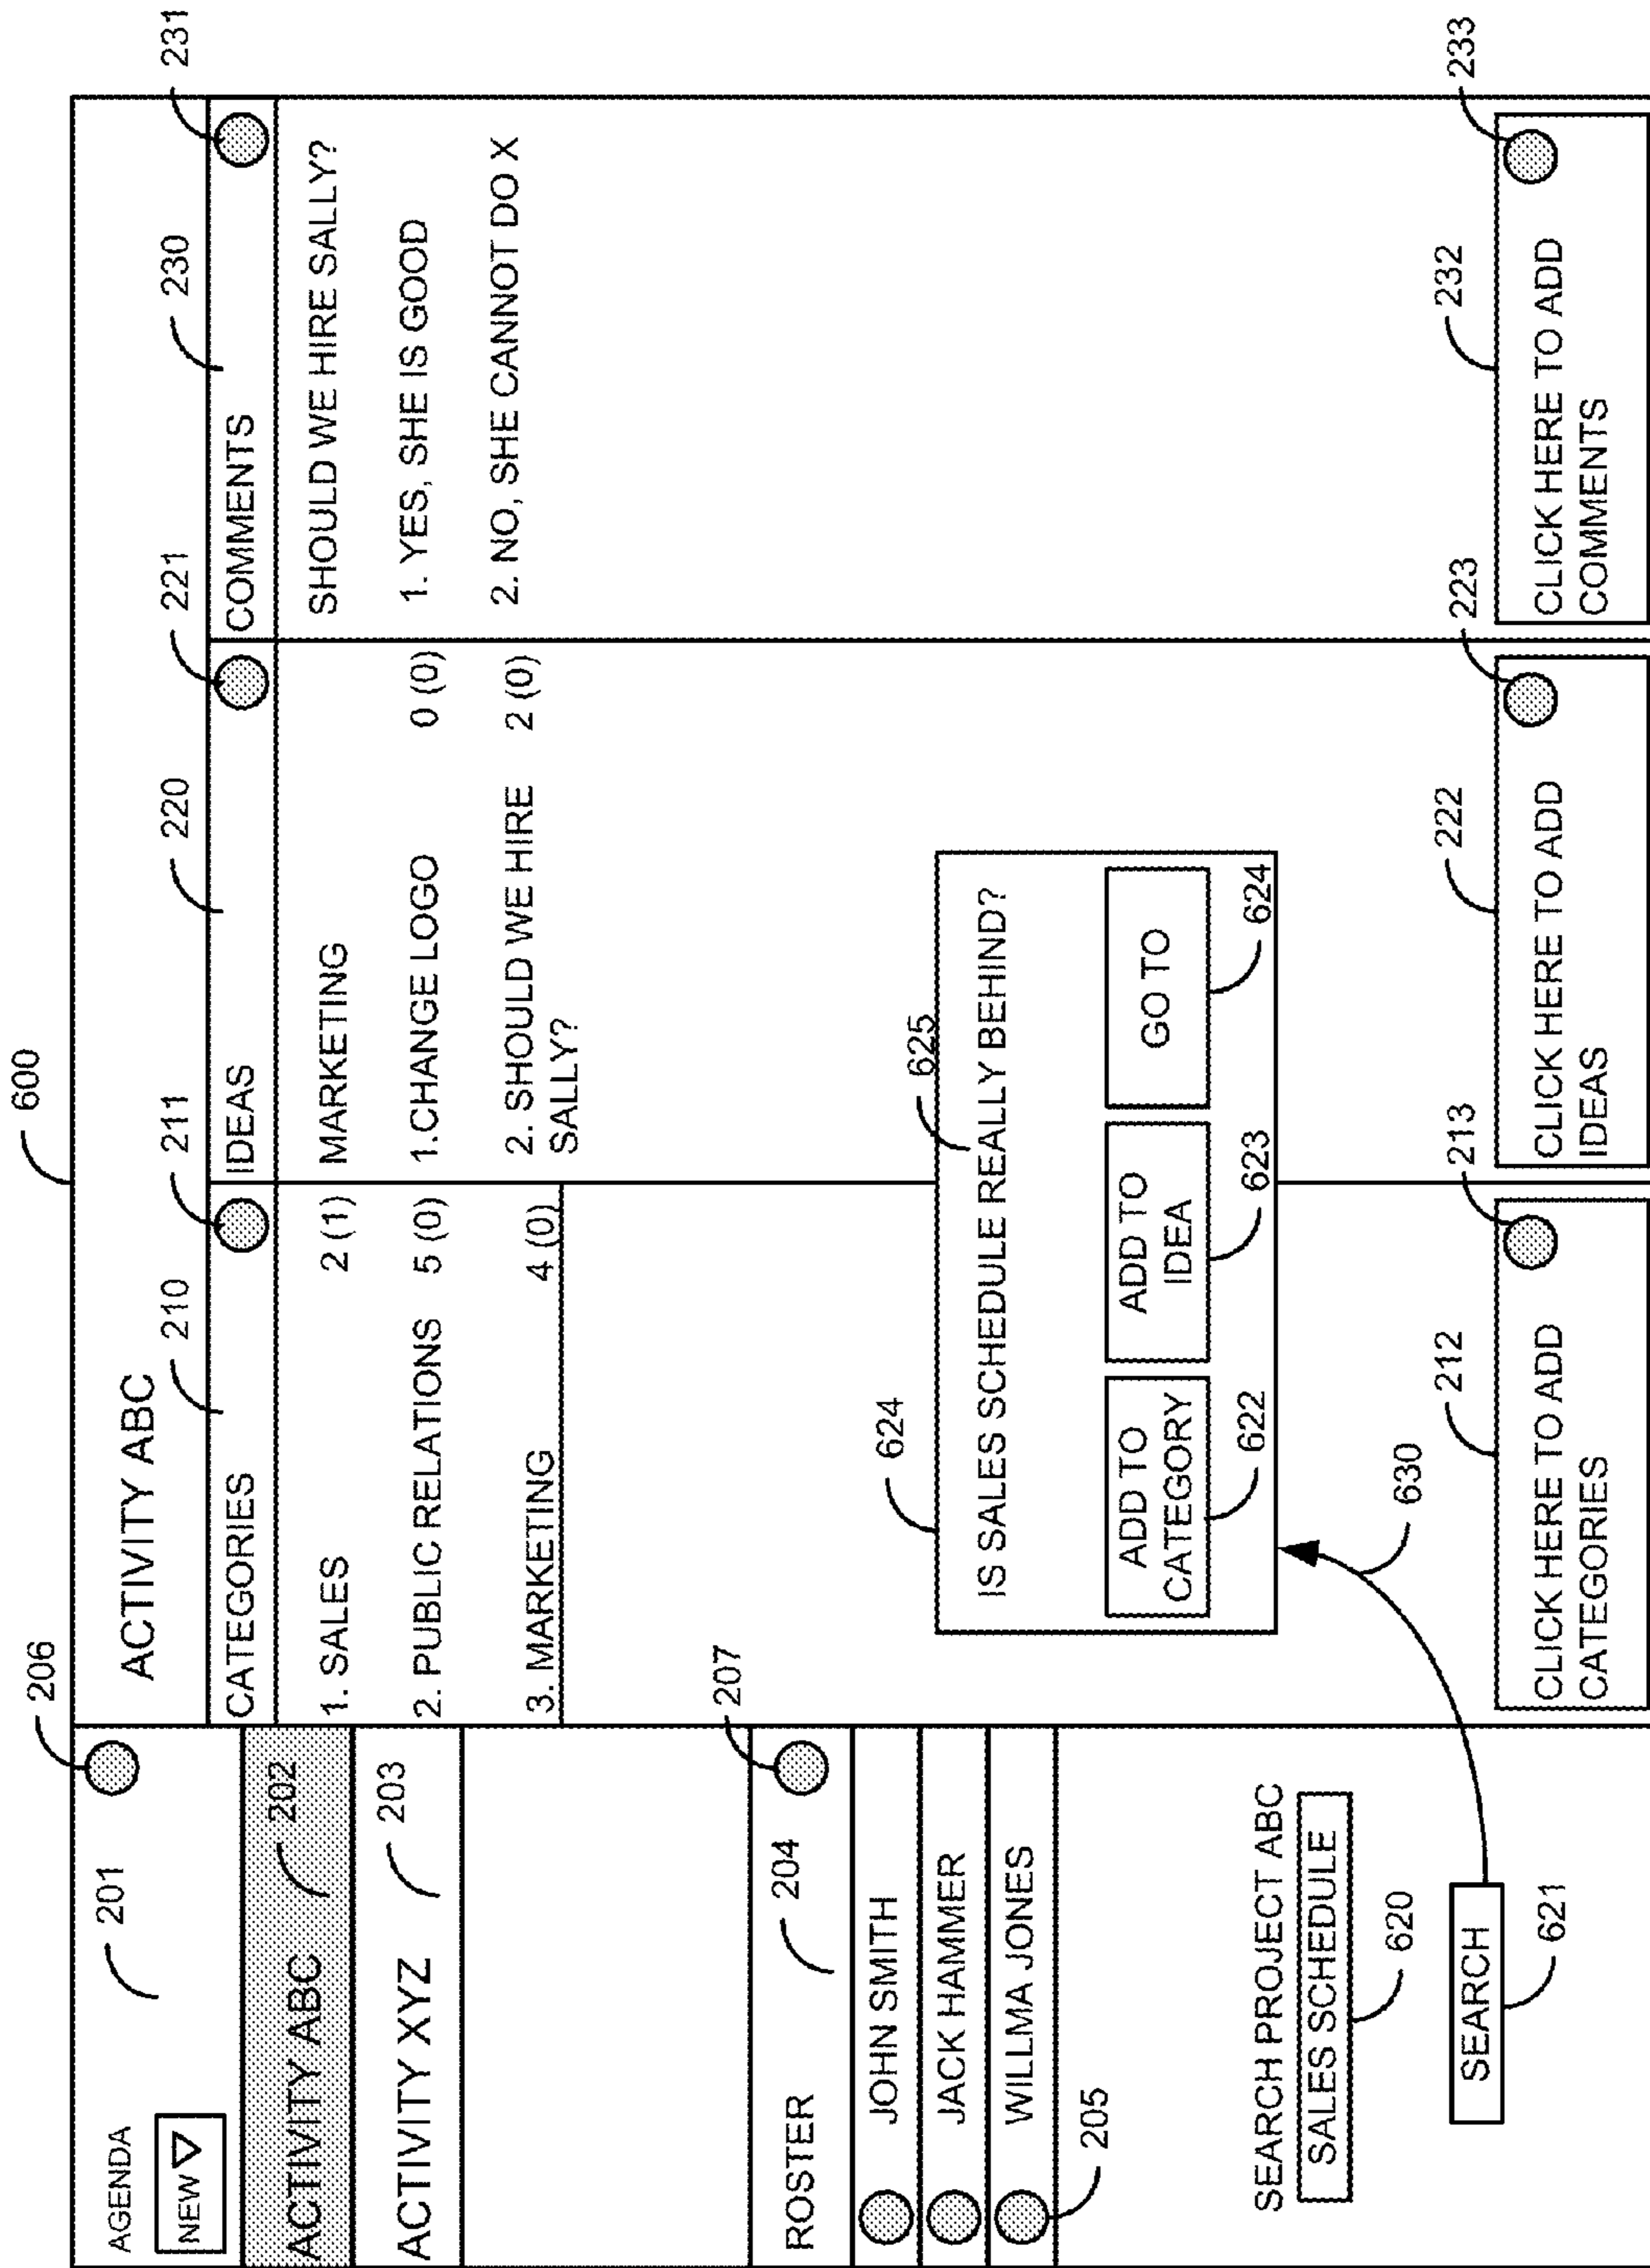 600
206
201
AGENDA
NEW
ACTIVITY ABC
202
ACTIVITY XYZ
203
207
204
ROSTER
JOHN SMITH
JACK HAMMER
WILLMA JONES
205
SEARCH PROJECT ABC
SALES SCHEDULE
620
SEARCH
621
ACTIVITY ABC
210
211
CATEGORIES
1. SALES 2 (1)
2. PUBLIC RELATIONS 5 (0)
3. MARKETING 4 (0)
220
221
IDEAS
MARKETING
1.CHANGE LOGO 0 (0)
2. SHOULD WE HIRE 2 (0)
SALLY?
230
231
COMMENTS
SHOULD WE HIRE SALLY?
1. YES, SHE IS GOOD
2. NO, SHE CANNOT DO X
624
625
IS SALES SCHEDULE REALLY BEHIND?
ADD TO
CATEGORY
622
ADD TO
IDEA
623
GO TO
624
630
212
213
CLICK HERE TO ADD
CATEGORIES
222
223
CLICK HERE TO ADD
IDEAS
232
233
CLICK HERE TO ADD
COMMENTS